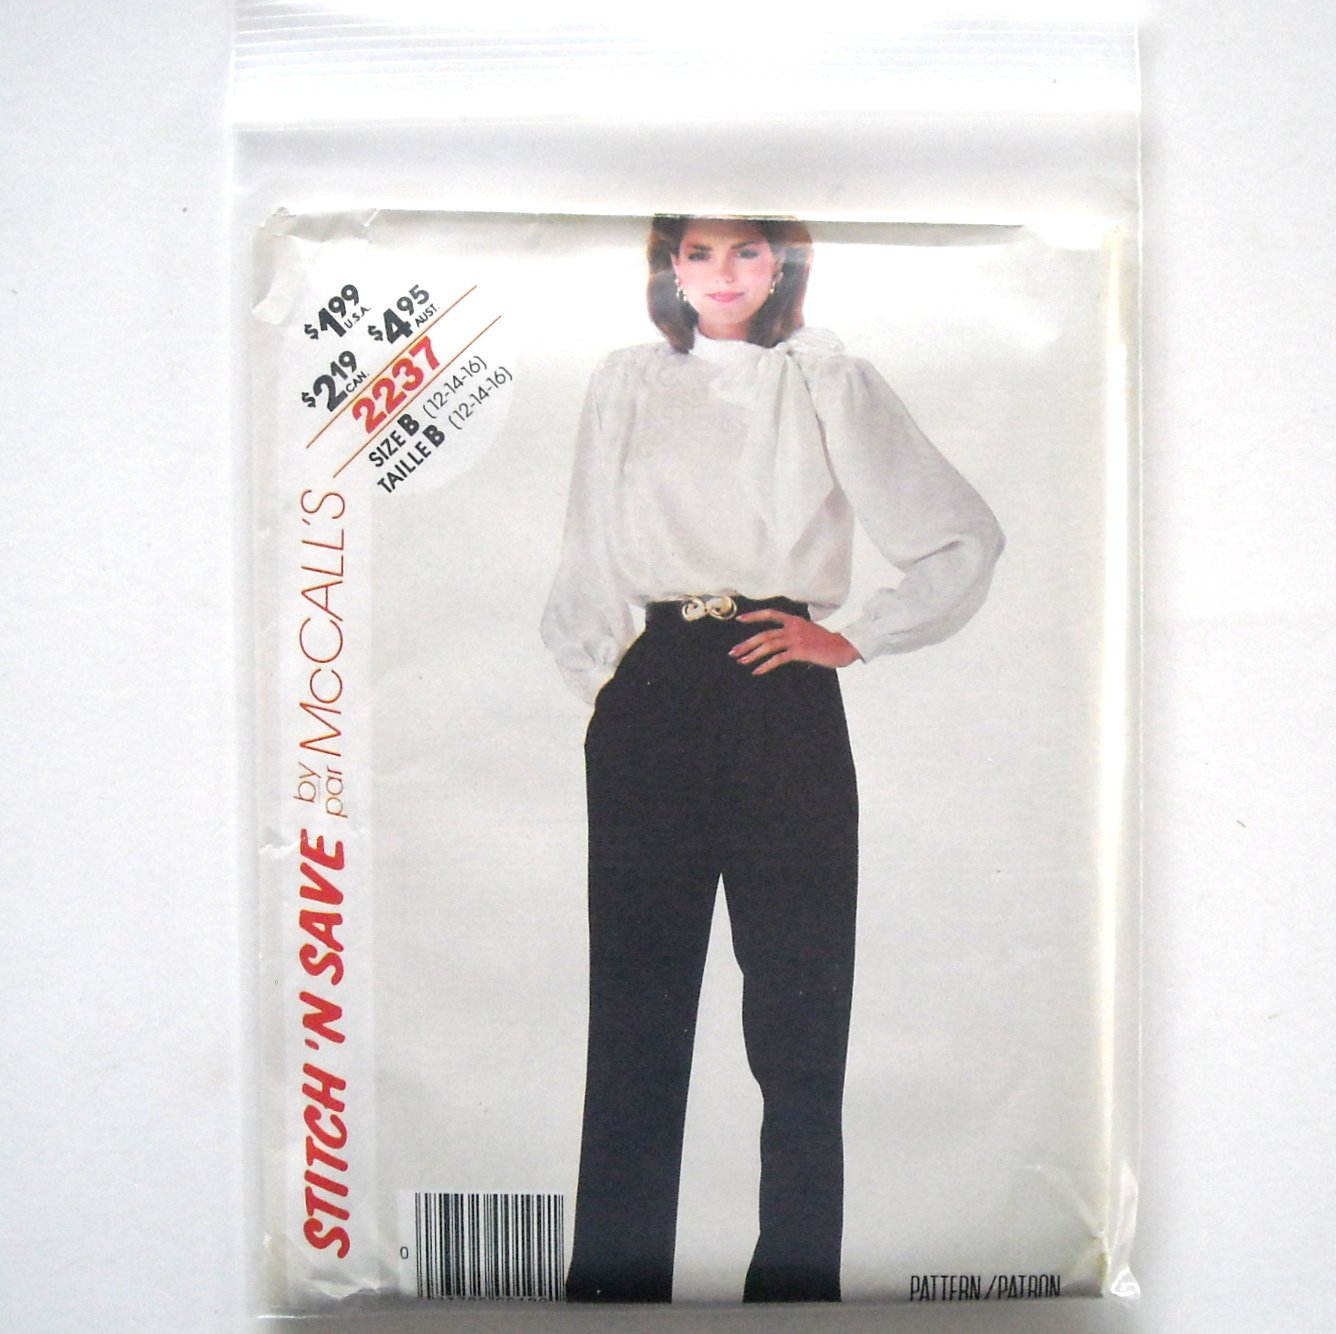 $1.99 U.S.A.
$4.95 AUST.
$2.19 CAN.
2237
SIZE B (12-14-16)
TAILLE B (12-14-16)
STITCH 'N SAVE by McCALL'S
par
0
PATTERN/PATRON